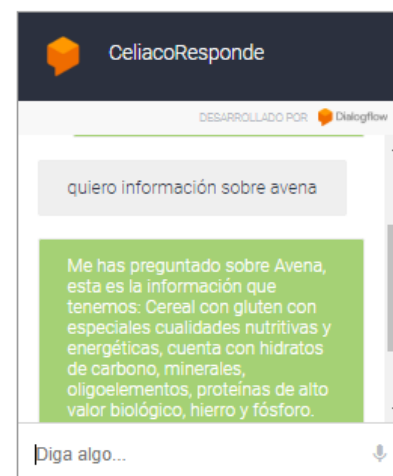 CeliacoResponde
DESARROLLADO POR Dialogflow
quiero información sobre avena
Me has preguntado sobre Avena,
esta es la información que
tenemos: Cereal con gluten con
especiales cualidades nutritivas y
energéticas, cuenta con hidratos
de carbono, minerales,
oligoelementos, proteínas de alto
valor biológico, hierro y fósforo.
Diga algo...